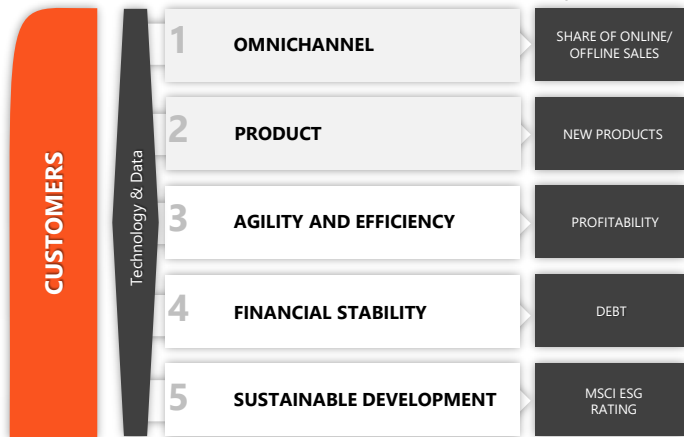 CUSTOMERS
Technology & Data
1
OMNICHANNEL
SHARE OF ONLINE/
OFFLINE SALES
2
PRODUCT
NEW PRODUCTS
3
AGILITY AND EFFICIENCY
PROFITABILITY
4
FINANCIAL STABILITY
DEBT
5
SUSTAINABLE DEVELOPMENT
MSCI ESG
RATING